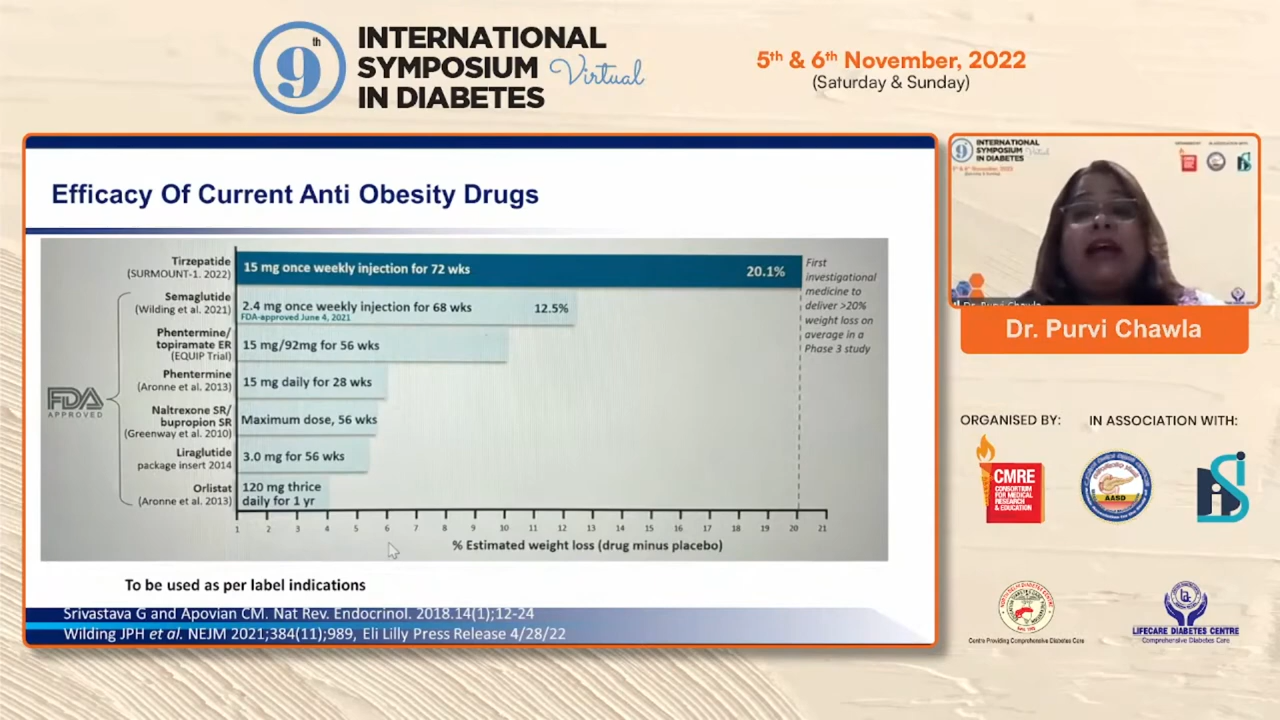 9th
INTERNATIONAL
SYMPOSIUM Virtual
IN DIABETES
5th & 6th November, 2022
(Saturday & Sunday)
Efficacy Of Current Anti Obesity Drugs
Tirzepatide
(SURMOUNT-1. 2022)
15 mg once weekly injection for 72 wks
20.1%
First
investigational
medicine to
deliver >20%
weight loss on
average in a
Phase 3 study
Semaglutide
(Wilding et al. 2021)
2.4 mg once weekly injection for 68 wks
12.5%
FDA-approved June 4, 2021
Phentermine/
topiramate ER
(EQUIP Trial)
15 mg/92mg for 56 wks
Phentermine
(Aronne et al. 2013)
15 mg daily for 28 wks
FDA
APPROVED
Naltrexone SR/
bupropion SR
(Greenway et al. 2010)
Maximum dose, 56 wks
Liraglutide
package insert 2014
3.0 mg for 56 wks
Orlistat
(Aronne et al. 2013)
120 mg thrice
daily for 1 yr
1 2 3 4 5 6 7 8 9 10 11 12 13 14 15 16 17 18 19 20 21
% Estimated weight loss (drug minus placebo)
To be used as per label indications
Srivastava G and Apovian CM. Nat Rev. Endocrinol. 2018.14(1):12-24
Wilding JPH et al. NEJM 2021;384(11);989, Eli Lilly Press Release 4/28/22
9
INTERNATIONAL
SYMPOSIUM Virtual
IN DIABETES
Dr. Purvi Chawla
Dr. Purvi Chawla
ORGANISED BY:
IN ASSOCIATION WITH:
CMRE
CONSORTIUM
FOR MEDICAL
RESEARCH
& EDUCATION
AASD
Centre Providing Comprehensive Diabetes Care
LIFECARE DIABETES CENTRE
Comprehensive Diabetes Care